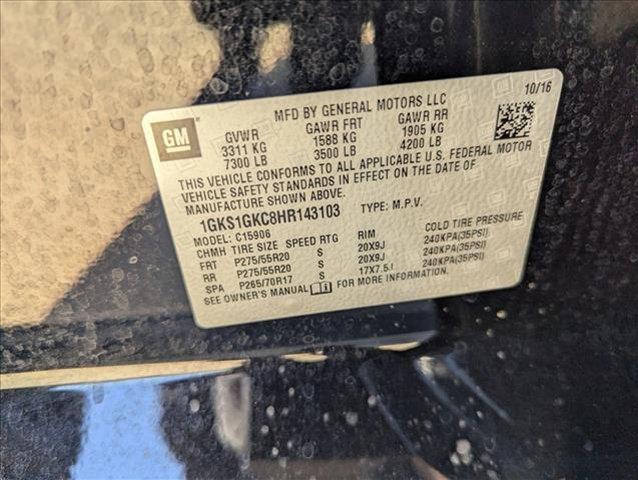 10/16
MFD BY GENERAL MOTORS LLC
GM
GVWR GAWR FRT GAWR RR
3311 KG 1588 KG 1905 KG
7300 LB 3500 LB 4200 LB
THIS VEHICLE CONFORMS TO ALL APPLICABLE U.S. FEDERAL MOTOR
VEHICLE SAFETY STANDARDS IN EFFECT ON THE DATE OF
MANUFACTURE SHOWN ABOVE.
1GKS1GKC8HR143103 TYPE: M.P.V.
MODEL: C15906
CHMH TIRE SIZE SPEED RTG RIM COLD TIRE PRESSURE
FRT P275/55R20 S 20X9J 240KPA(35PSI)
RR P275/55R20 S 20X9J 240KPA(35PSI)
SPA P265/70R17 S 17X7.5J 240KPA(35PSI)
SEE OWNER'S MANUAL FOR MORE INFORMATION.